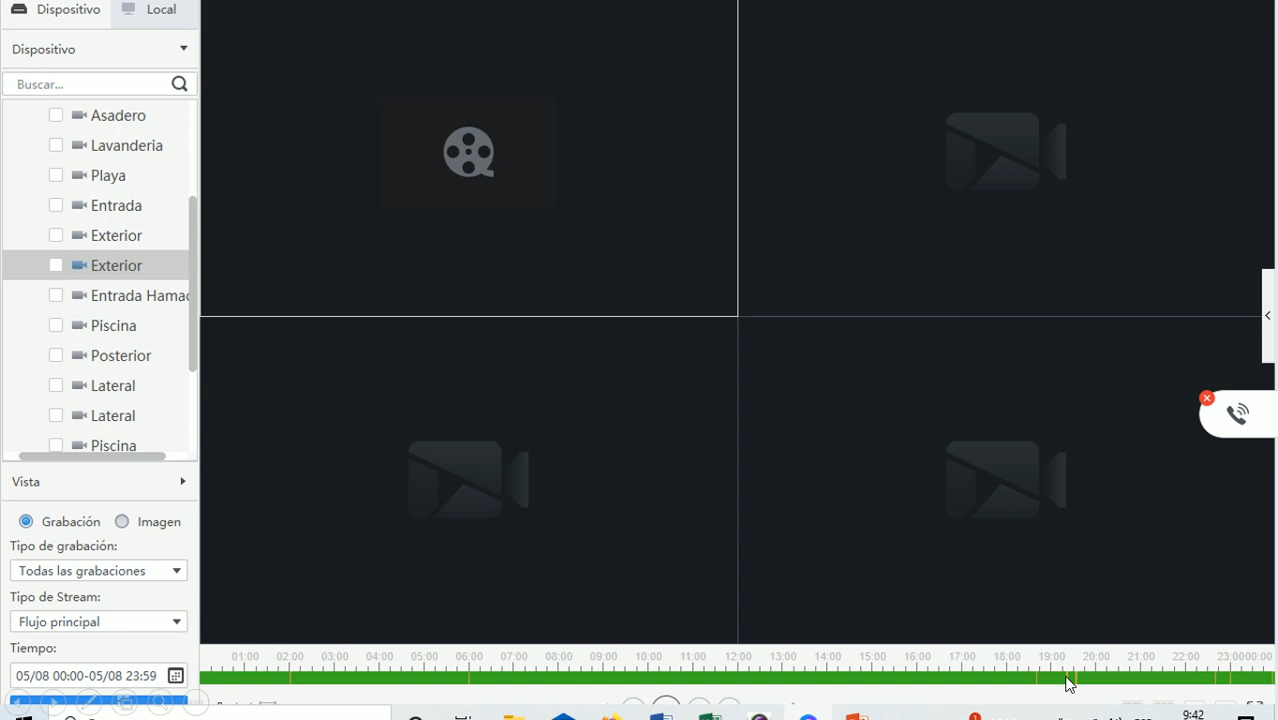 Dispositivo
Local
Dispositivo
Buscar...
Asadero
Lavanderia
Playa
Entrada
Exterior
Exterior
Entrada Hamac
Piscina
Posterior
Lateral
Lateral
Piscina
Vista
Grabación
Imagen
Tipo de grabación:
Todas las grabaciones
Tipo de Stream:
Flujo principal
Tiempo:
05/08 00:00-05/08 23:59
01:00 02:00 03:00 04:00 05:00 06:00 07:00 08:00 09:00 10:00 11:00 12:00 13:00 14:00 15:00 16:00 17:00 18:00 19:00 20:00 21:00 22:00 23:00 00:00
9:42